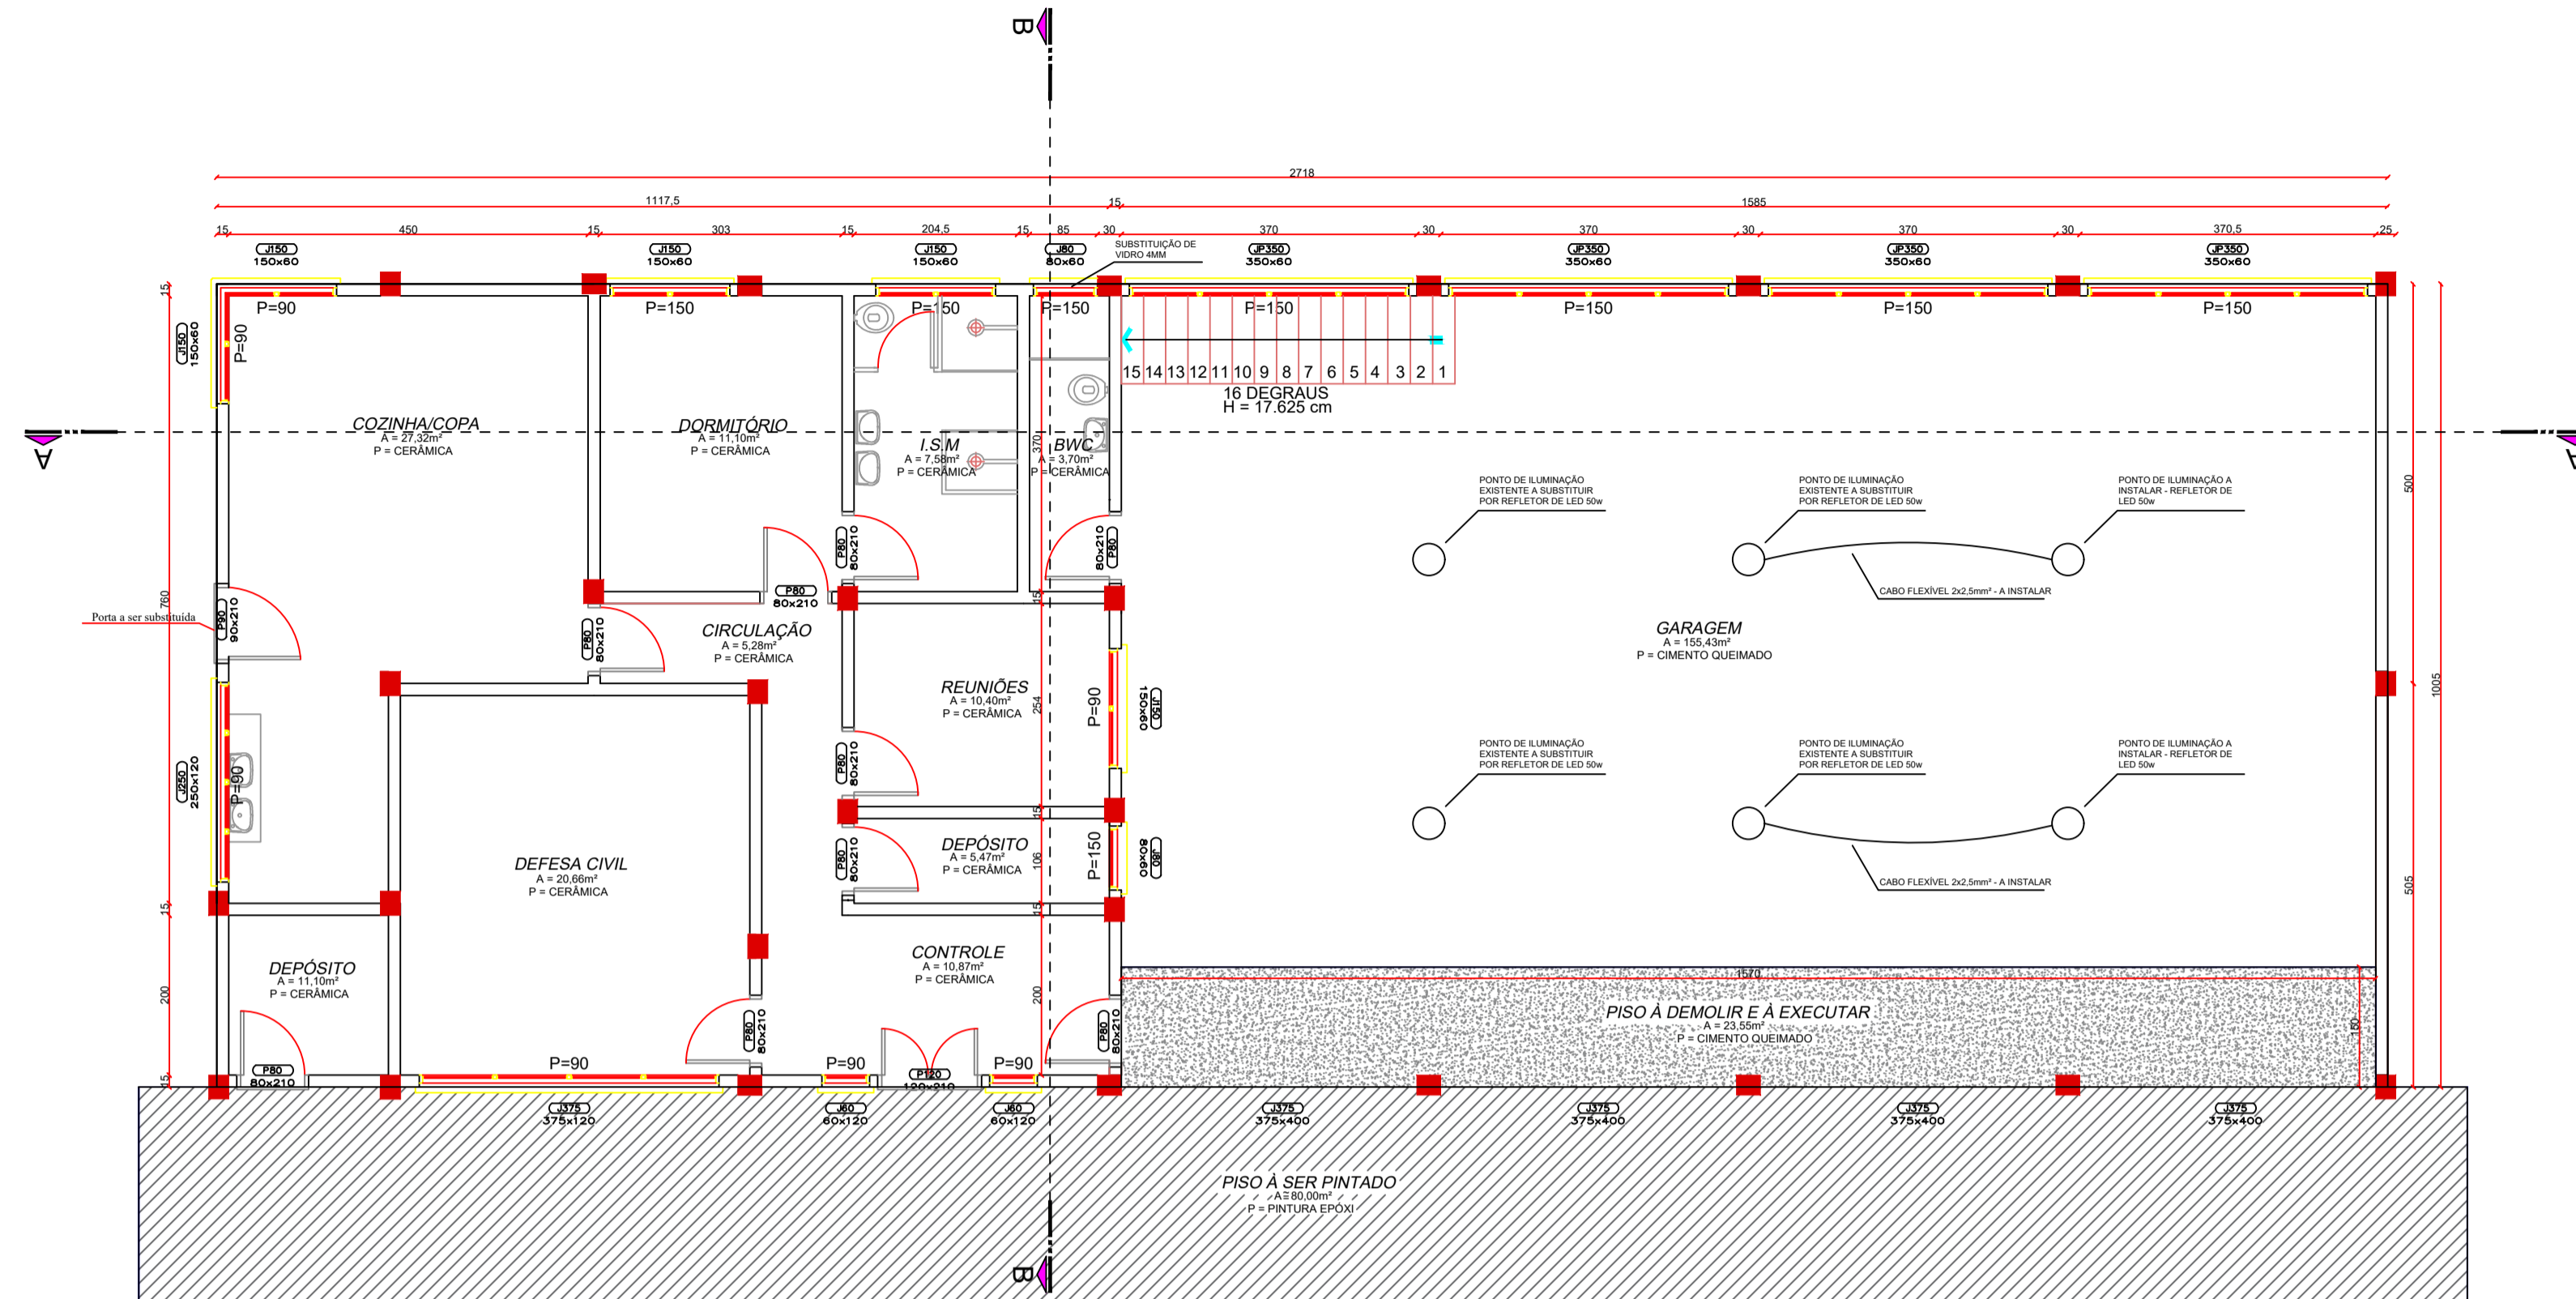 B
2718
1117,5
15
1585
15
450
15
303
15
204,5
15
85
30
370
30
370
30
370
30
370,5
25
J150
150x60
J150
150x60
J150
150x60
J80
80x60
SUBSTITUIÇÃO DE
VIDRO 4MM
JP350
350x60
JP350
350x60
JP350
350x60
JP350
350x60
15
P=90
P=150
P=150
P=150
P=150
P=150
P=150
P=150
J150
150x60
P=90
15 14 13 12 11 10 9 8 7 6 5 4 3 2 1
16 DEGRAUS
H = 17.625 cm
COZINHA/COPA
A = 27,32m²
P = CERÂMICA
DORMITÓRIO
A = 11,10m²
P = CERÂMICA
I.S.M
A = 7,58m²
P = CERÂMICA
370
BWC
A = 3,70m²
P = CERÂMICA
A
A
500
PONTO DE ILUMINAÇÃO
EXISTENTE A SUBSTITUIR
POR REFLETOR DE LED 50w
PONTO DE ILUMINAÇÃO
EXISTENTE A SUBSTITUIR
POR REFLETOR DE LED 50w
PONTO DE ILUMINAÇÃO A
INSTALAR - REFLETOR DE
LED 50w
P80
80x210
80x210
P80
CABO FLEXÍVEL 2x2,5mm² - A INSTALAR
760
Porta a ser substituída
P90
90x210
P80
80x210
15
P80
80x210
CIRCULAÇÃO
A = 5,28m²
P = CERÂMICA
GARAGEM
A = 155,43m²
P = CIMENTO QUEIMADO
REUNIÕES
A = 10,40m²
P = CERÂMICA
254
P=90
150x60
J150
1005
J250
250x120
P=90
P80
80x210
PONTO DE ILUMINAÇÃO
EXISTENTE A SUBSTITUIR
POR REFLETOR DE LED 50w
PONTO DE ILUMINAÇÃO
EXISTENTE A SUBSTITUIR
POR REFLETOR DE LED 50w
PONTO DE ILUMINAÇÃO A
INSTALAR - REFLETOR DE
LED 50w
15
DEFESA CIVIL
A = 20,66m²
P = CERÂMICA
P80
80x210
DEPÓSITO
A = 5,47m²
P = CERÂMICA
106
P=150
80x60
J80
CABO FLEXÍVEL 2x2,5mm² - A INSTALAR
505
15
15
DEPÓSITO
A = 11,10m²
P = CERÂMICA
CONTROLE
A = 10,87m²
P = CERÂMICA
200
200
1570
PISO À DEMOLIR E À EXECUTAR
A = 23,55m²
P = CIMENTO QUEIMADO
150
P80
80x210
P80
80x210
P80
80x210
15
P=90
P=90
P=90
P120
120x210
J375
375x120
J60
60x120
J60
60x120
J375
375x400
J375
375x400
J375
375x400
J375
375x400
PISO À SER PINTADO
A=80,00m²
P = PINTURA EPÓXI
B